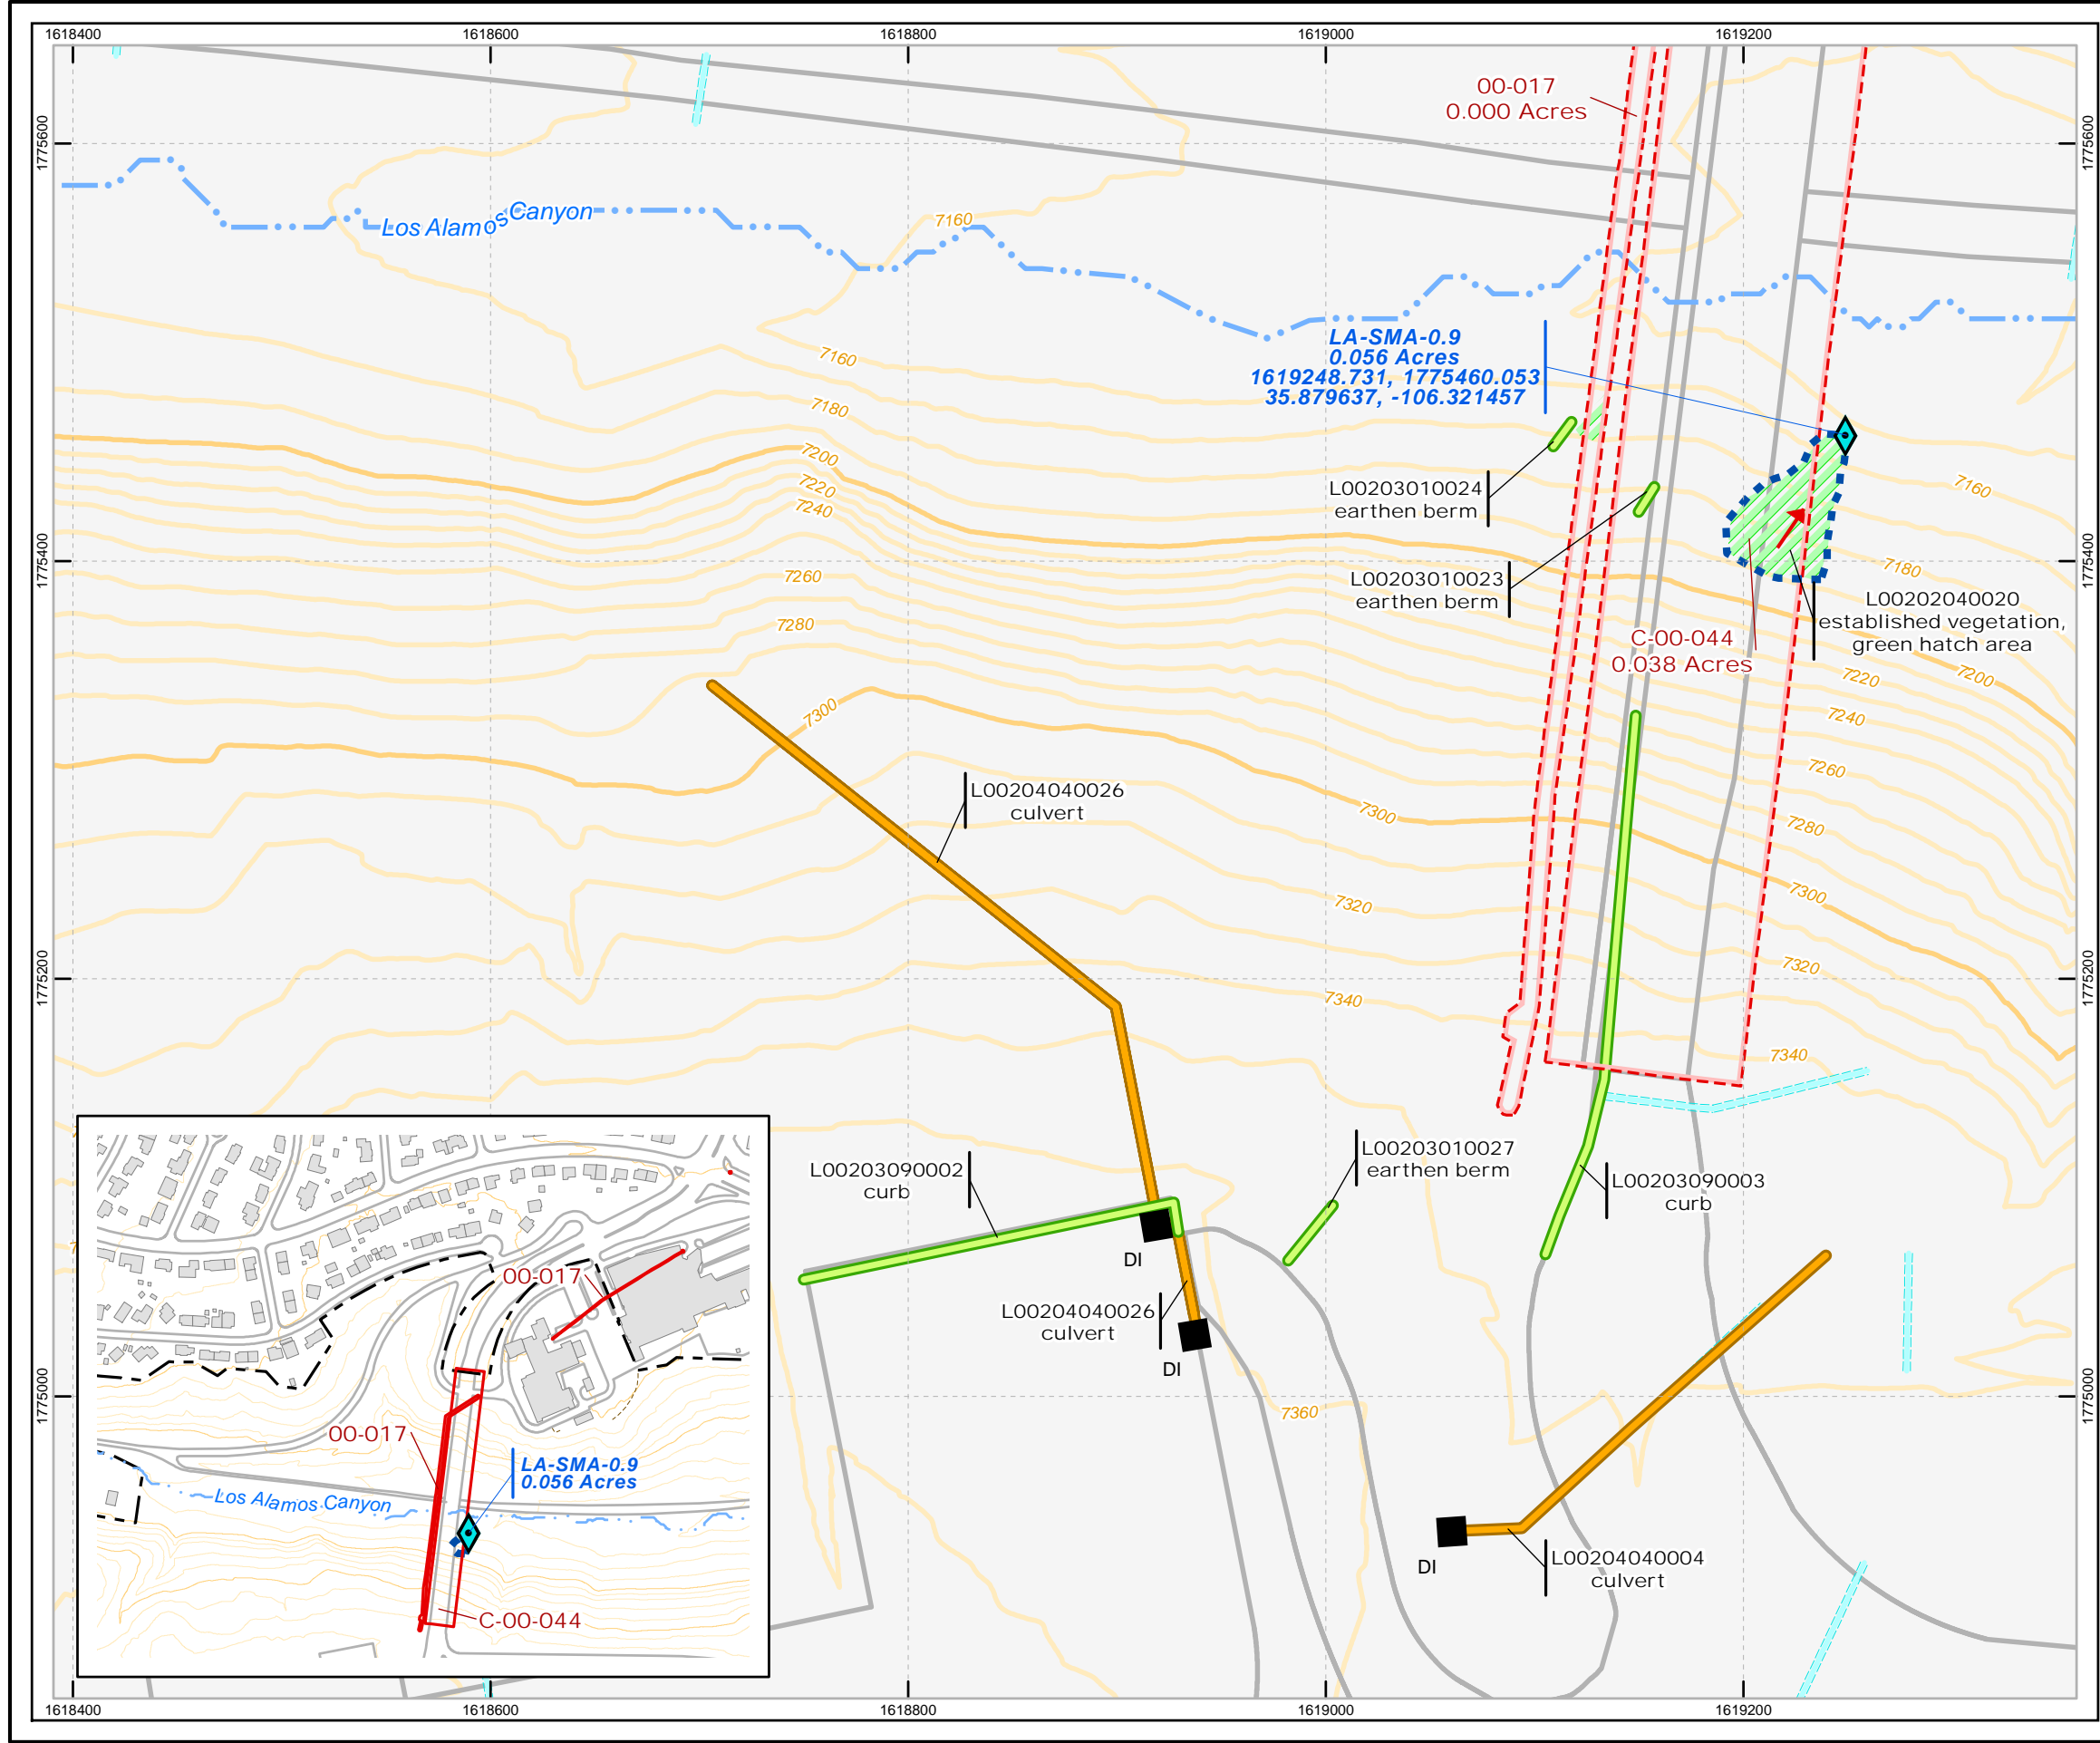 1618400
1618600
1618800
1619000
1619200
1775600
1775600
00-017
0.000 Acres
Los Alamos Canyon
7160
LA-SMA-0.9
0.056 Acres
1619248.731, 1775460.053
35.879637, -106.321457
7160
7180
7200
7220
7240
7260
7280
7300
L00203010024
earthen berm
7160
1775400
1775400
L00203010023
earthen berm
7180
L00202040020
established vegetation,
green hatch area
C-00-044
0.038 Acres
7200
7220
7240
7260
7280
7300
7320
7340
L00204040026
culvert
7300
7320
7340
1775200
1775200
L00203090002
curb
L00203010027
earthen berm
L00203090003
curb
DI
L00204040026
culvert
DI
1775000
1775000
7360
DI
L00204040004
culvert
00-017
00-017
LA-SMA-0.9
0.056 Acres
Los Alamos Canyon
C-00-044
1618400
1618600
1618800
1619000
1619200